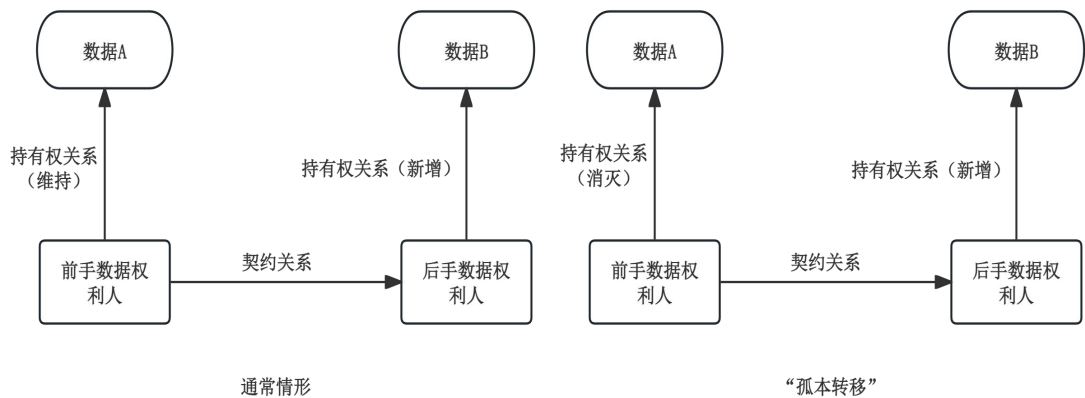 数据A
数据B
持有权关系
（维持）
持有权关系（新增）
前手数据权
利人
契约关系
后手数据权
利人
通常情形
数据A
数据B
持有权关系
（消灭）
持有权关系（新增）
前手数据权
利人
契约关系
后手数据权
利人
“孤本转移”